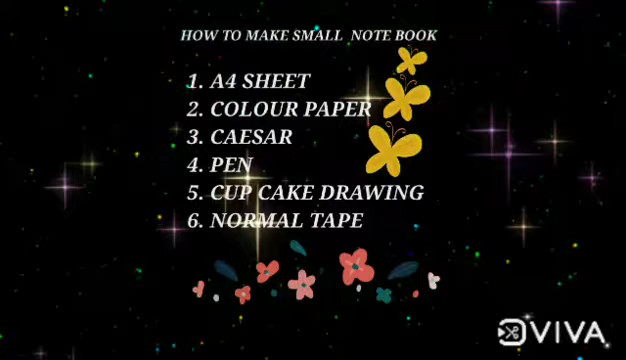 HOW TO MAKE SMALL NOTE BOOK
1. A4 SHEET
2. COLOUR PAPER
3. CAESAR
4. PEN
5. CUP CAKE DRAWING
6. NORMAL TAPE
VIVA